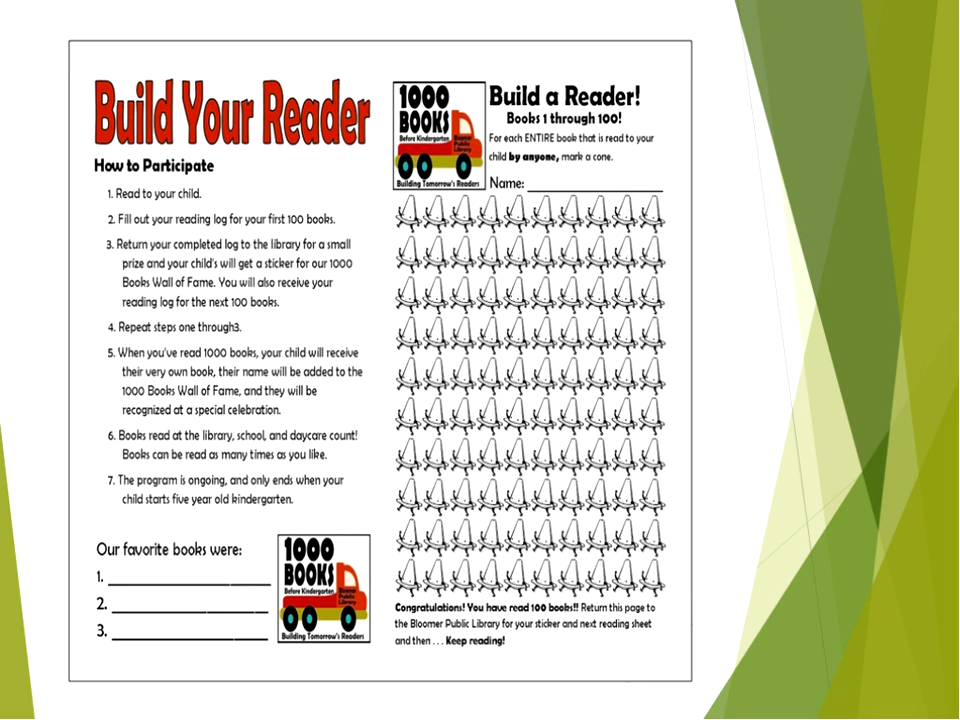 Build Your Reader
How to Participate
1. Read to your child.
2. Fill out your reading log for your first 100 books.
3. Return your completed log to the library for a small
prize and your child's will get a sticker for our 1000
Books Wall of Fame. You will also receive your
reading log for the next 100 books.
4. Repeat steps one through3.
5. When you've read 1000 books, your child will receive
their very own book, their name will be added to the
1000 Books Wall of Fame, and they will be
recognized at a special celebration.
6. Books read at the library, school, and daycare count!
Books can be read as many times as you like.
7. The program is ongoing, and only ends when your
child starts five year old kindergarten.
Our favorite books were:
1.
2.
3.
1000
BOOKS
Before Kindergarten
Bloomer
Public
Library
Building Tomorrow's Readers
1000
BOOKS
Before Kindergarten
Bloomer
Public
Library
Building Tomorrow's Readers
Build a Reader!
Books 1 through 100!
For each ENTIRE book that is read to your
child by anyone, mark a cone.
Name:
Congratulations! You have read 100 books!! Return this page to
the Bloomer Public Library for your sticker and next reading sheet
and then . . . Keep reading!